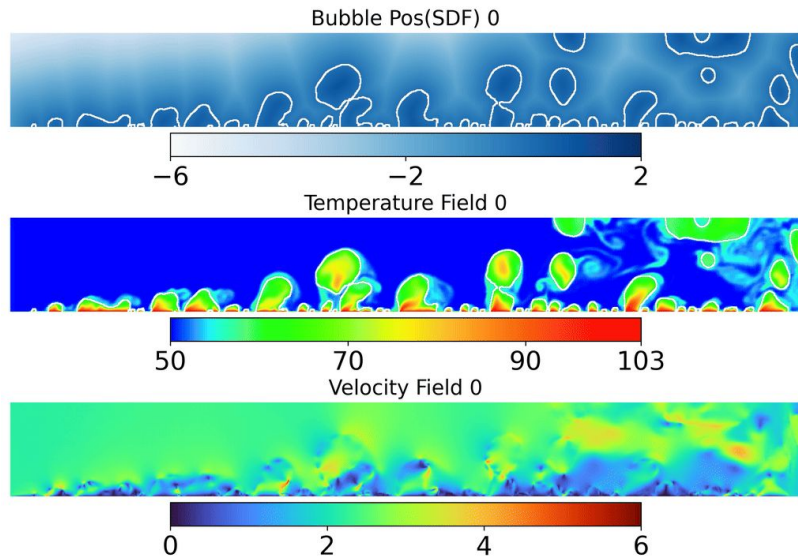 Bubble Pos(SDF) 0
−6 −2 2
Temperature Field 0
50 70 90 103
Velocity Field 0
0 2 4 6